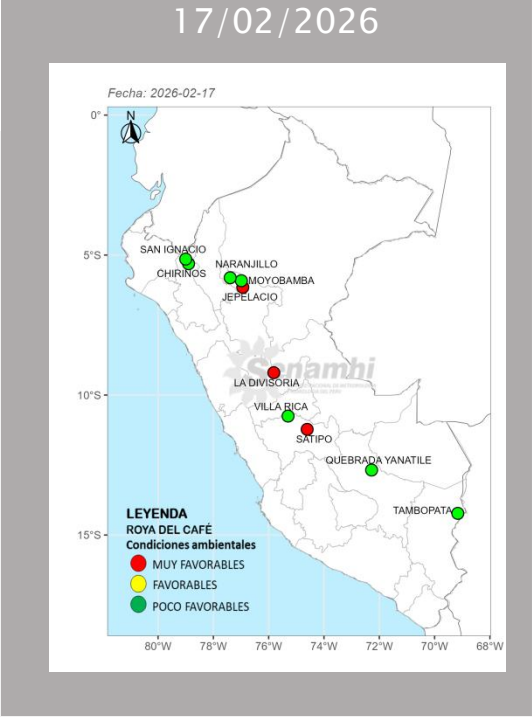 17/02/2026
Fecha: 2026-02-17
0°
N
SAN IGNACIO
5°S
CHIRINOS
NARANJILLO
MOYOBAMBA
JEPELACIO
Senamhi
LA DIVISORIA
10°S
VILLA RICA
SATIPO
QUEBRADA YANATILE
TAMBOPATA
15°S
LEYENDA
ROYA DEL CAFÉ
Condiciones ambientales
MUY FAVORABLES
FAVORABLES
POCO FAVORABLES
80°W 78°W 76°W 74°W 72°W 70°W 68°W